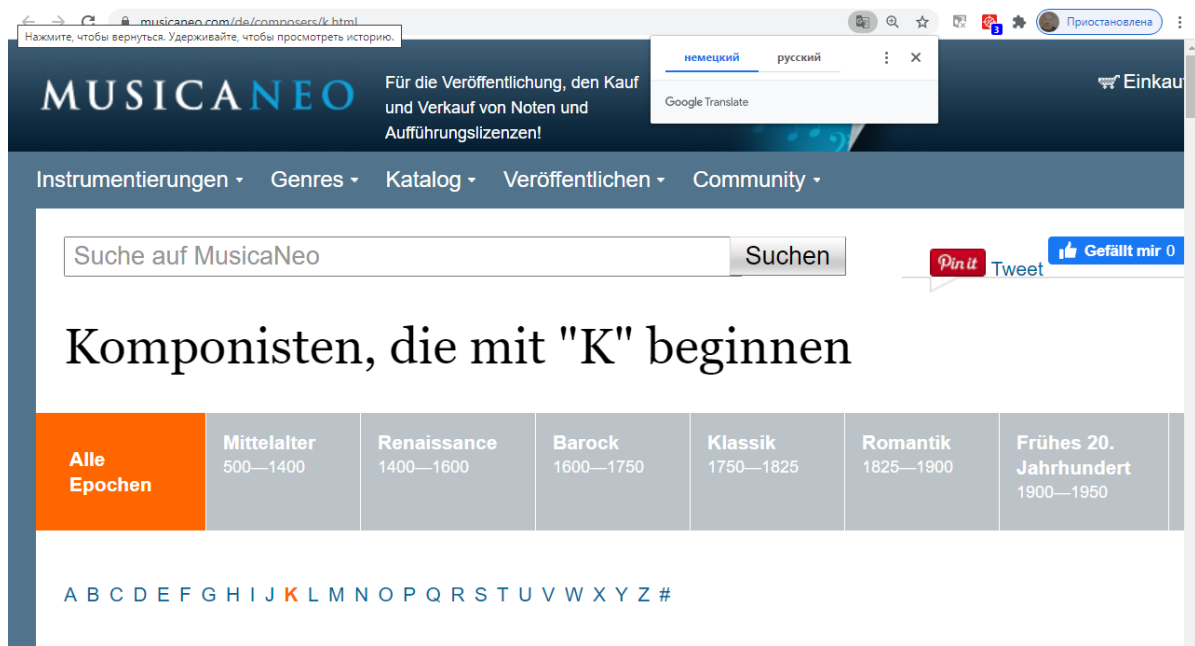 musicaneo.com/de/composers/k.html
Приостановлена
3
Нажмите, чтобы вернуться. Удерживайте, чтобы просмотреть историю.
немецкий русский
Google Translate
MUSICANEO
Für die Veröffentlichung, den Kauf
und Verkauf von Noten und
Aufführungslizenzen!
Einkau
Instrumentierungen Genres Katalog Veröffentlichen Community
Suche auf MusicaNeo Suchen
Pin it Tweet Gefällt mir 0
Komponisten, die mit "K" beginnen
Alle
Epochen
Mittelalter
500—1400
Renaissance
1400—1600
Barock
1600—1750
Klassik
1750—1825
Romantik
1825—1900
Frühes 20.
Jahrhundert
1900—1950
A B C D E F G H I J K L M N O P Q R S T U V W X Y Z #